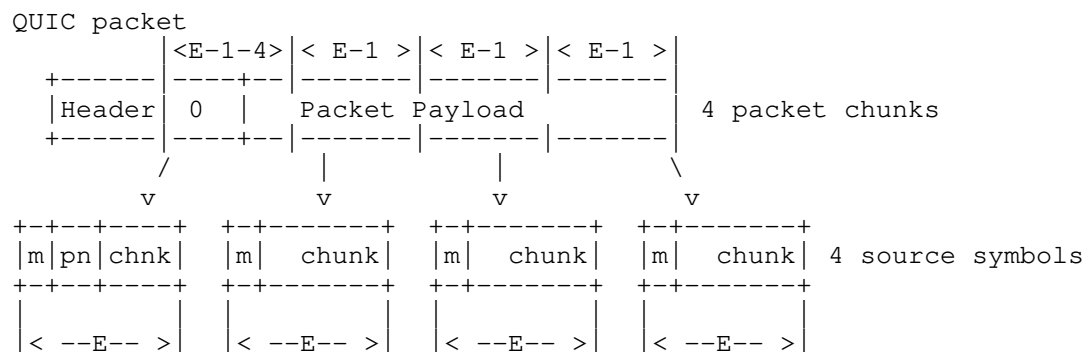 QUIC packet
|<E-1-4>|< E-1 >|< E-1 >|< E-1 >|
+------|----+--|-------|-------|-------|
|Header| 0 | Packet Payload | 4 packet chunks
+------|----+--|-------|-------|-------|
/ | | \
v v v v
+-+--+----+ +-+-------+ +-+-------+ +-+-------+
|m|pn|chnk| |m| chunk| |m| chunk| |m| chunk| 4 source symbols
+-+--+----+ +-+-------+ +-+-------+ +-+-------+
| | | | | | | |
|< --E-- >| |< --E-- >| |< --E-- >| |< --E-- >|